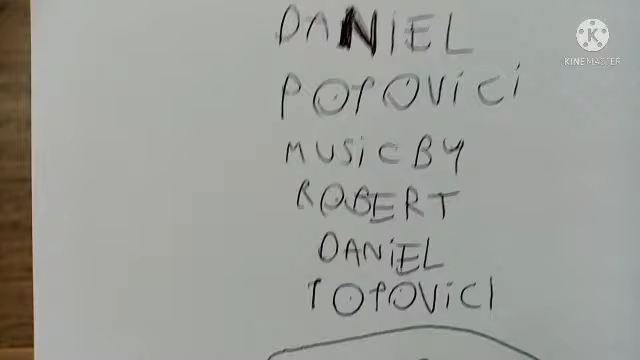 DANIEL
POPOViCi
MUSiC BY
ROBERT
DANiEL
POPOViCI
K
KINEMASTER